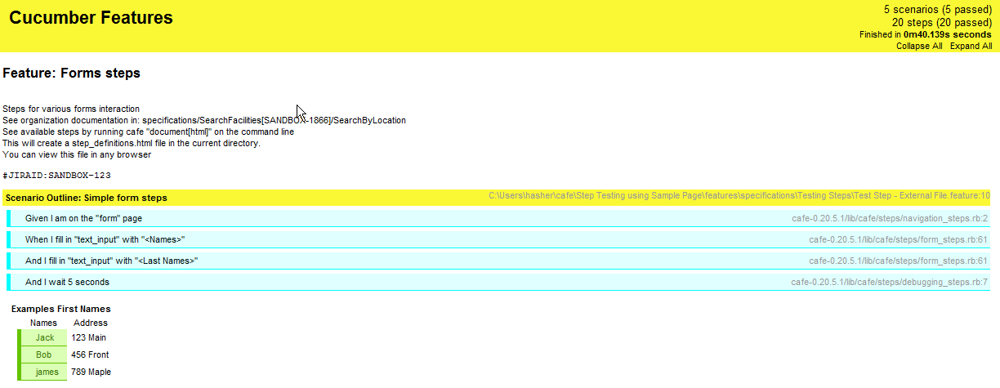 Cucumber Features
5 scenarios (5 passed)
20 steps (20 passed)
Finished in 0m40.139s seconds
Collapse All Expand All
Feature: Forms steps
Steps for various forms interaction
See organization documentation in: specifications/SearchFacilities[SANDBOX-1866]/SearchByLocation
See available steps by running cafe "document[html]" on the command line
This will create a step_definitions.html file in the current directory.
You can view this file in any browser
#JIRAID:SANDBOX-123
Scenario Outline: Simple form steps C:\Users\hasher\cafe\Step Testing using Sample Page\features\specifications\Testing Steps\Test Step - External File.feature:10
Given I am on the "form" page cafe-0.20.5.1/lib/cafe/steps/navigation_steps.rb:2
When I fill in "text_input" with "<Names>" cafe-0.20.5.1/lib/cafe/steps/form_steps.rb:61
And I fill in "text_input" with "<Last Names>" cafe-0.20.5.1/lib/cafe/steps/form_steps.rb:61
And I wait 5 seconds cafe-0.20.5.1/lib/cafe/steps/debugging_steps.rb:7
Examples First Names
Names Address
Jack 123 Main
Bob 456 Front
james 789 Maple